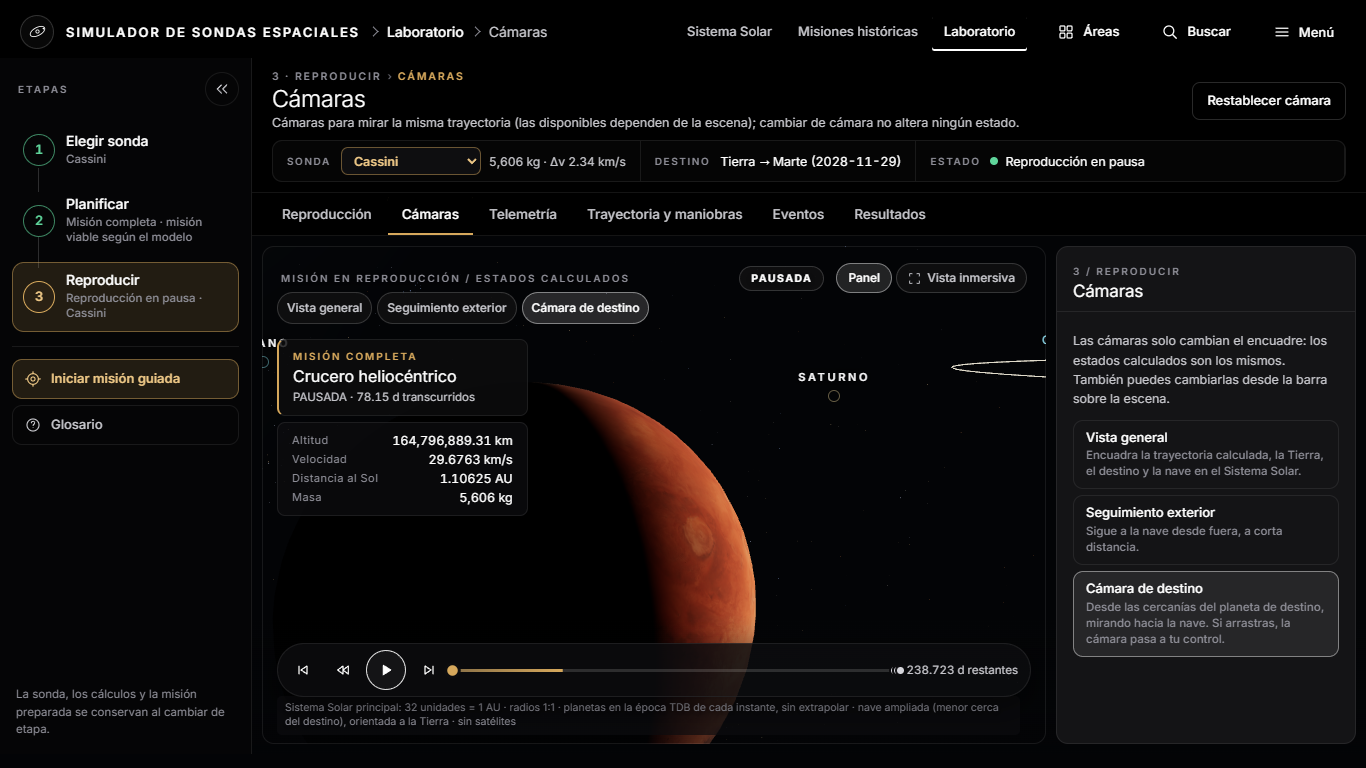 SIMULADOR DE SONDAS ESPACIALES > Laboratorio > Cámaras
Sistema Solar
Misiones históricas
Laboratorio
Áreas
Buscar
Menú
ETAPAS
1
Elegir sonda
Cassini
2
Planificar
Misión completa · misión
viable según el modelo
3
Reproducir
Reproducción en pausa ·
Cassini
Iniciar misión guiada
Glosario
La sonda, los cálculos y la misión
preparada se conservan al cambiar de
etapa.
3 · REPRODUCIR › CÁMARAS
Cámaras
Cámaras para mirar la misma trayectoria (las disponibles dependen de la escena); cambiar de cámara no altera ningún estado.
Restablecer cámara
SONDA
Cassini
5,606 kg · Δv 2.34 km/s
DESTINO
Tierra → Marte (2028-11-29)
ESTADO
Reproducción en pausa
Reproducción
Cámaras
Telemetría
Trayectoria y maniobras
Eventos
Resultados
MISIÓN EN REPRODUCCIÓN / ESTADOS CALCULADOS
PAUSADA
Panel
Vista inmersiva
Vista general
Seguimiento exterior
Cámara de destino
MISIÓN COMPLETA
Crucero heliocéntrico
PAUSADA · 78.15 d transcurridos
Altitud 164,796,889.31 km
Velocidad 29.6763 km/s
Distancia al Sol 1.10625 AU
Masa 5,606 kg
SATURNO
238.723 d restantes
Sistema Solar principal: 32 unidades = 1 AU · radios 1:1 · planetas en la época TDB de cada instante, sin extrapolar · nave ampliada (menor cerca
del destino), orientada a la Tierra · sin satélites
3 / REPRODUCIR
Cámaras
Las cámaras solo cambian el encuadre: los
estados calculados son los mismos.
También puedes cambiarlas desde la barra
sobre la escena.
Vista general
Encuadra la trayectoria calculada, la Tierra,
el destino y la nave en el Sistema Solar.
Seguimiento exterior
Sigue a la nave desde fuera, a corta
distancia.
Cámara de destino
Desde las cercanías del planeta de destino,
mirando hacia la nave. Si arrastras, la
cámara pasa a tu control.